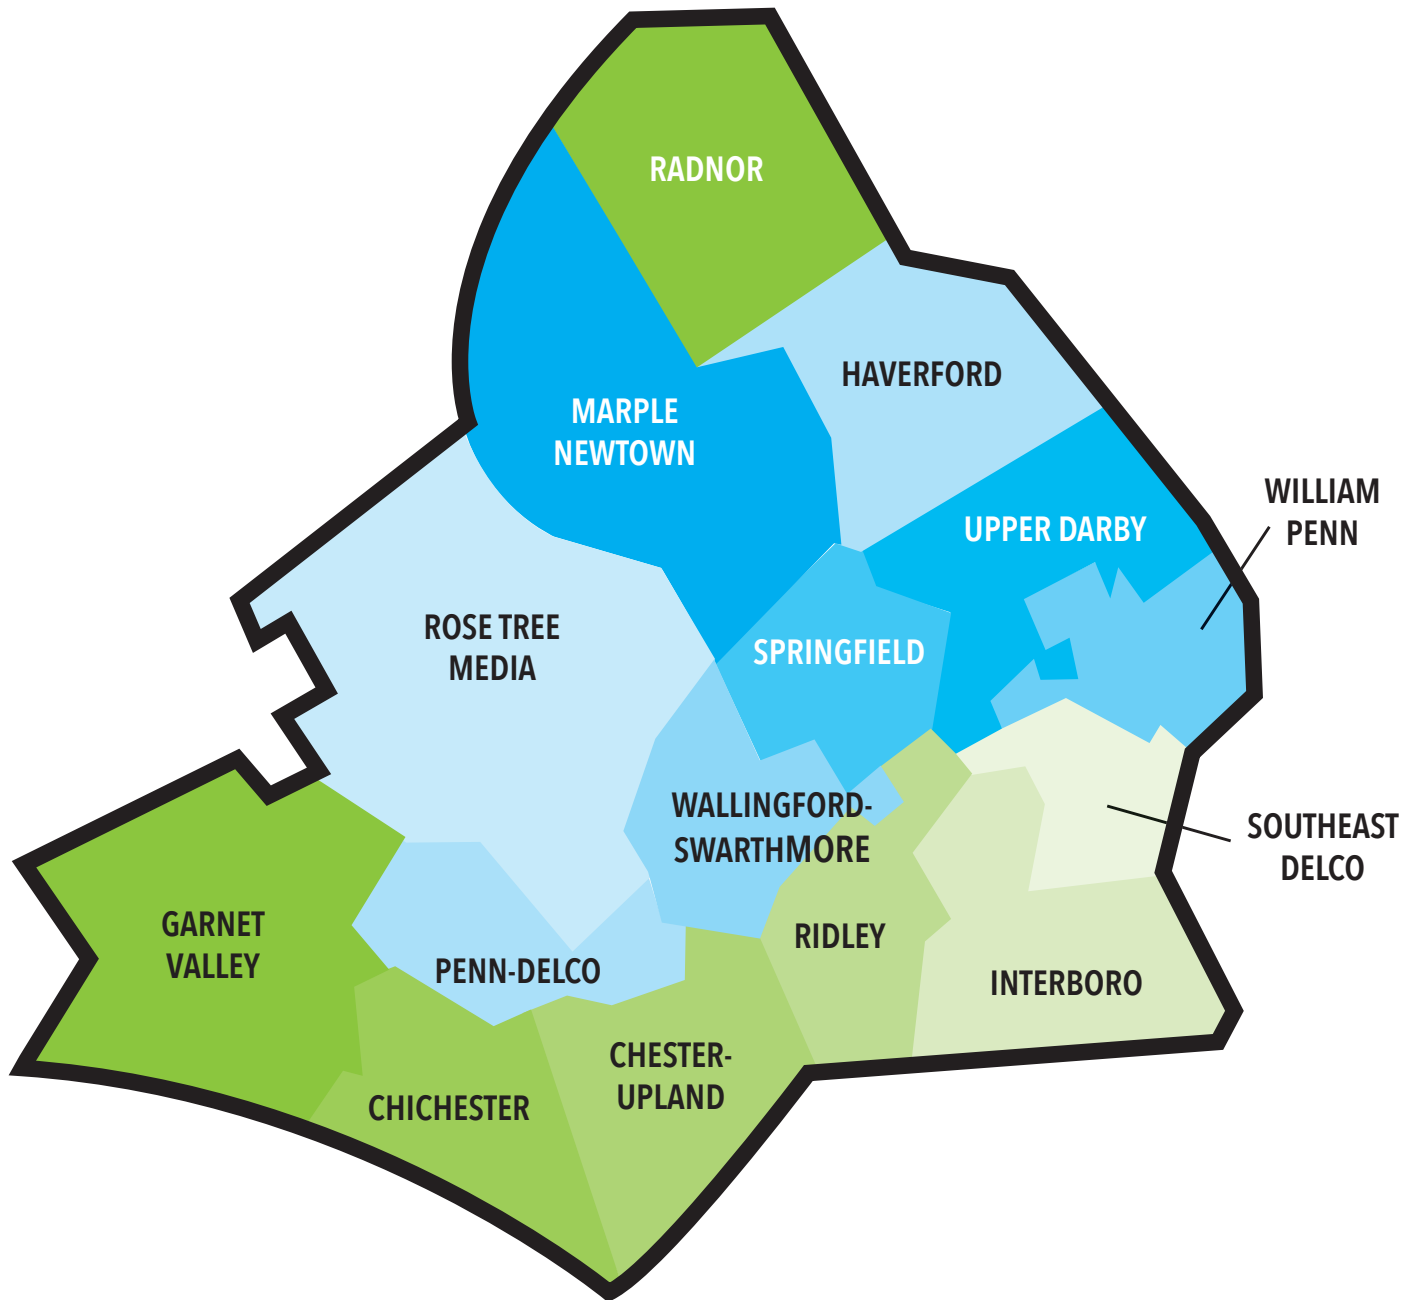 RADNOR
HAVERFORD
MARPLE
NEWTOWN
WILLIAM
PENN
UPPER DARBY
ROSE TREE
MEDIA
SPRINGFIELD
WALLINGFORD-
SWARTHMORE
SOUTHEAST
DELCO
GARNET
VALLEY
RIDLEY
PENN-DELCO
INTERBORO
CHESTER-
UPLAND
CHICHESTER